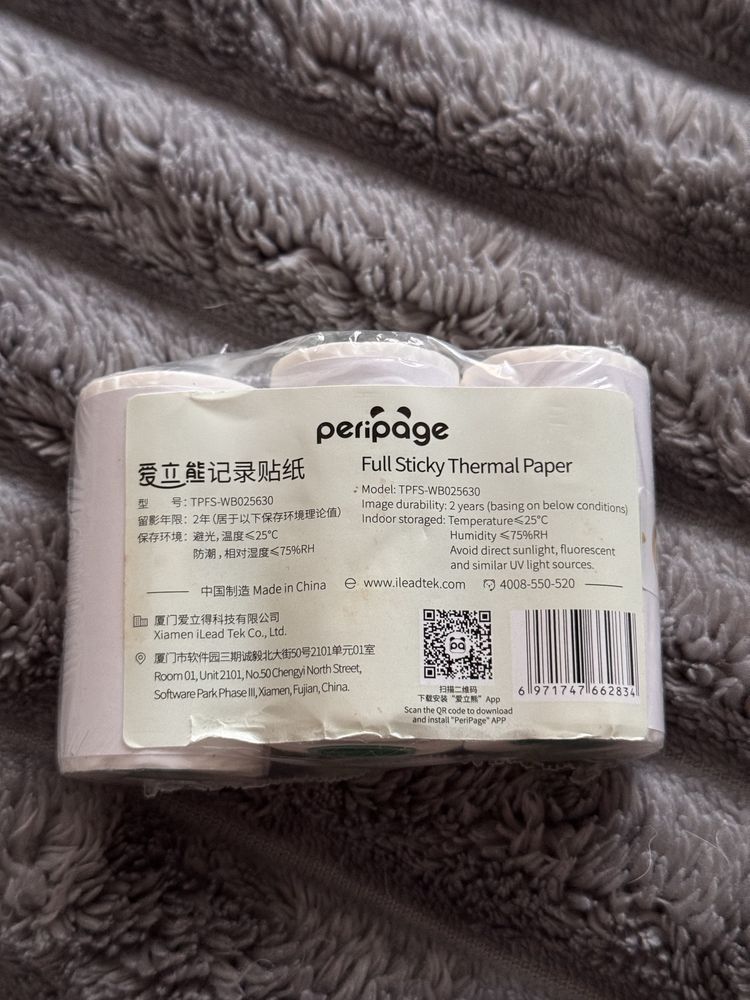 peripage
爱立熊记录贴纸
型 号：TPFS-WB025630
留影年限：2年（居于以下保存环境理论值）
保存环境：避光，温度≤25°C
防潮，相对湿度≤75%RH
Full Sticky Thermal Paper
Model: TPFS-WB025630
Image durability: 2 years (basing on below conditions)
Indoor storaged: Temperature≤25°C
Humidity ≤75%RH
Avoid direct sunlight, fluorescent
and similar UV light sources.
中国制造 Made in China www.ileadtek.com 4008-550-520
厦门爱立得科技有限公司
Xiamen iLead Tek Co., Ltd.
厦门市软件园三期诚毅北大街50号2101单元01室
Room 01, Unit 2101, No.50 Chengyi North Street,
Software Park Phase III, Xiamen, Fujian, China.
扫描二维码
下载安装“爱立熊”App
Scan the QR code to download
and install "PeriPage" APP
6 971747 662834